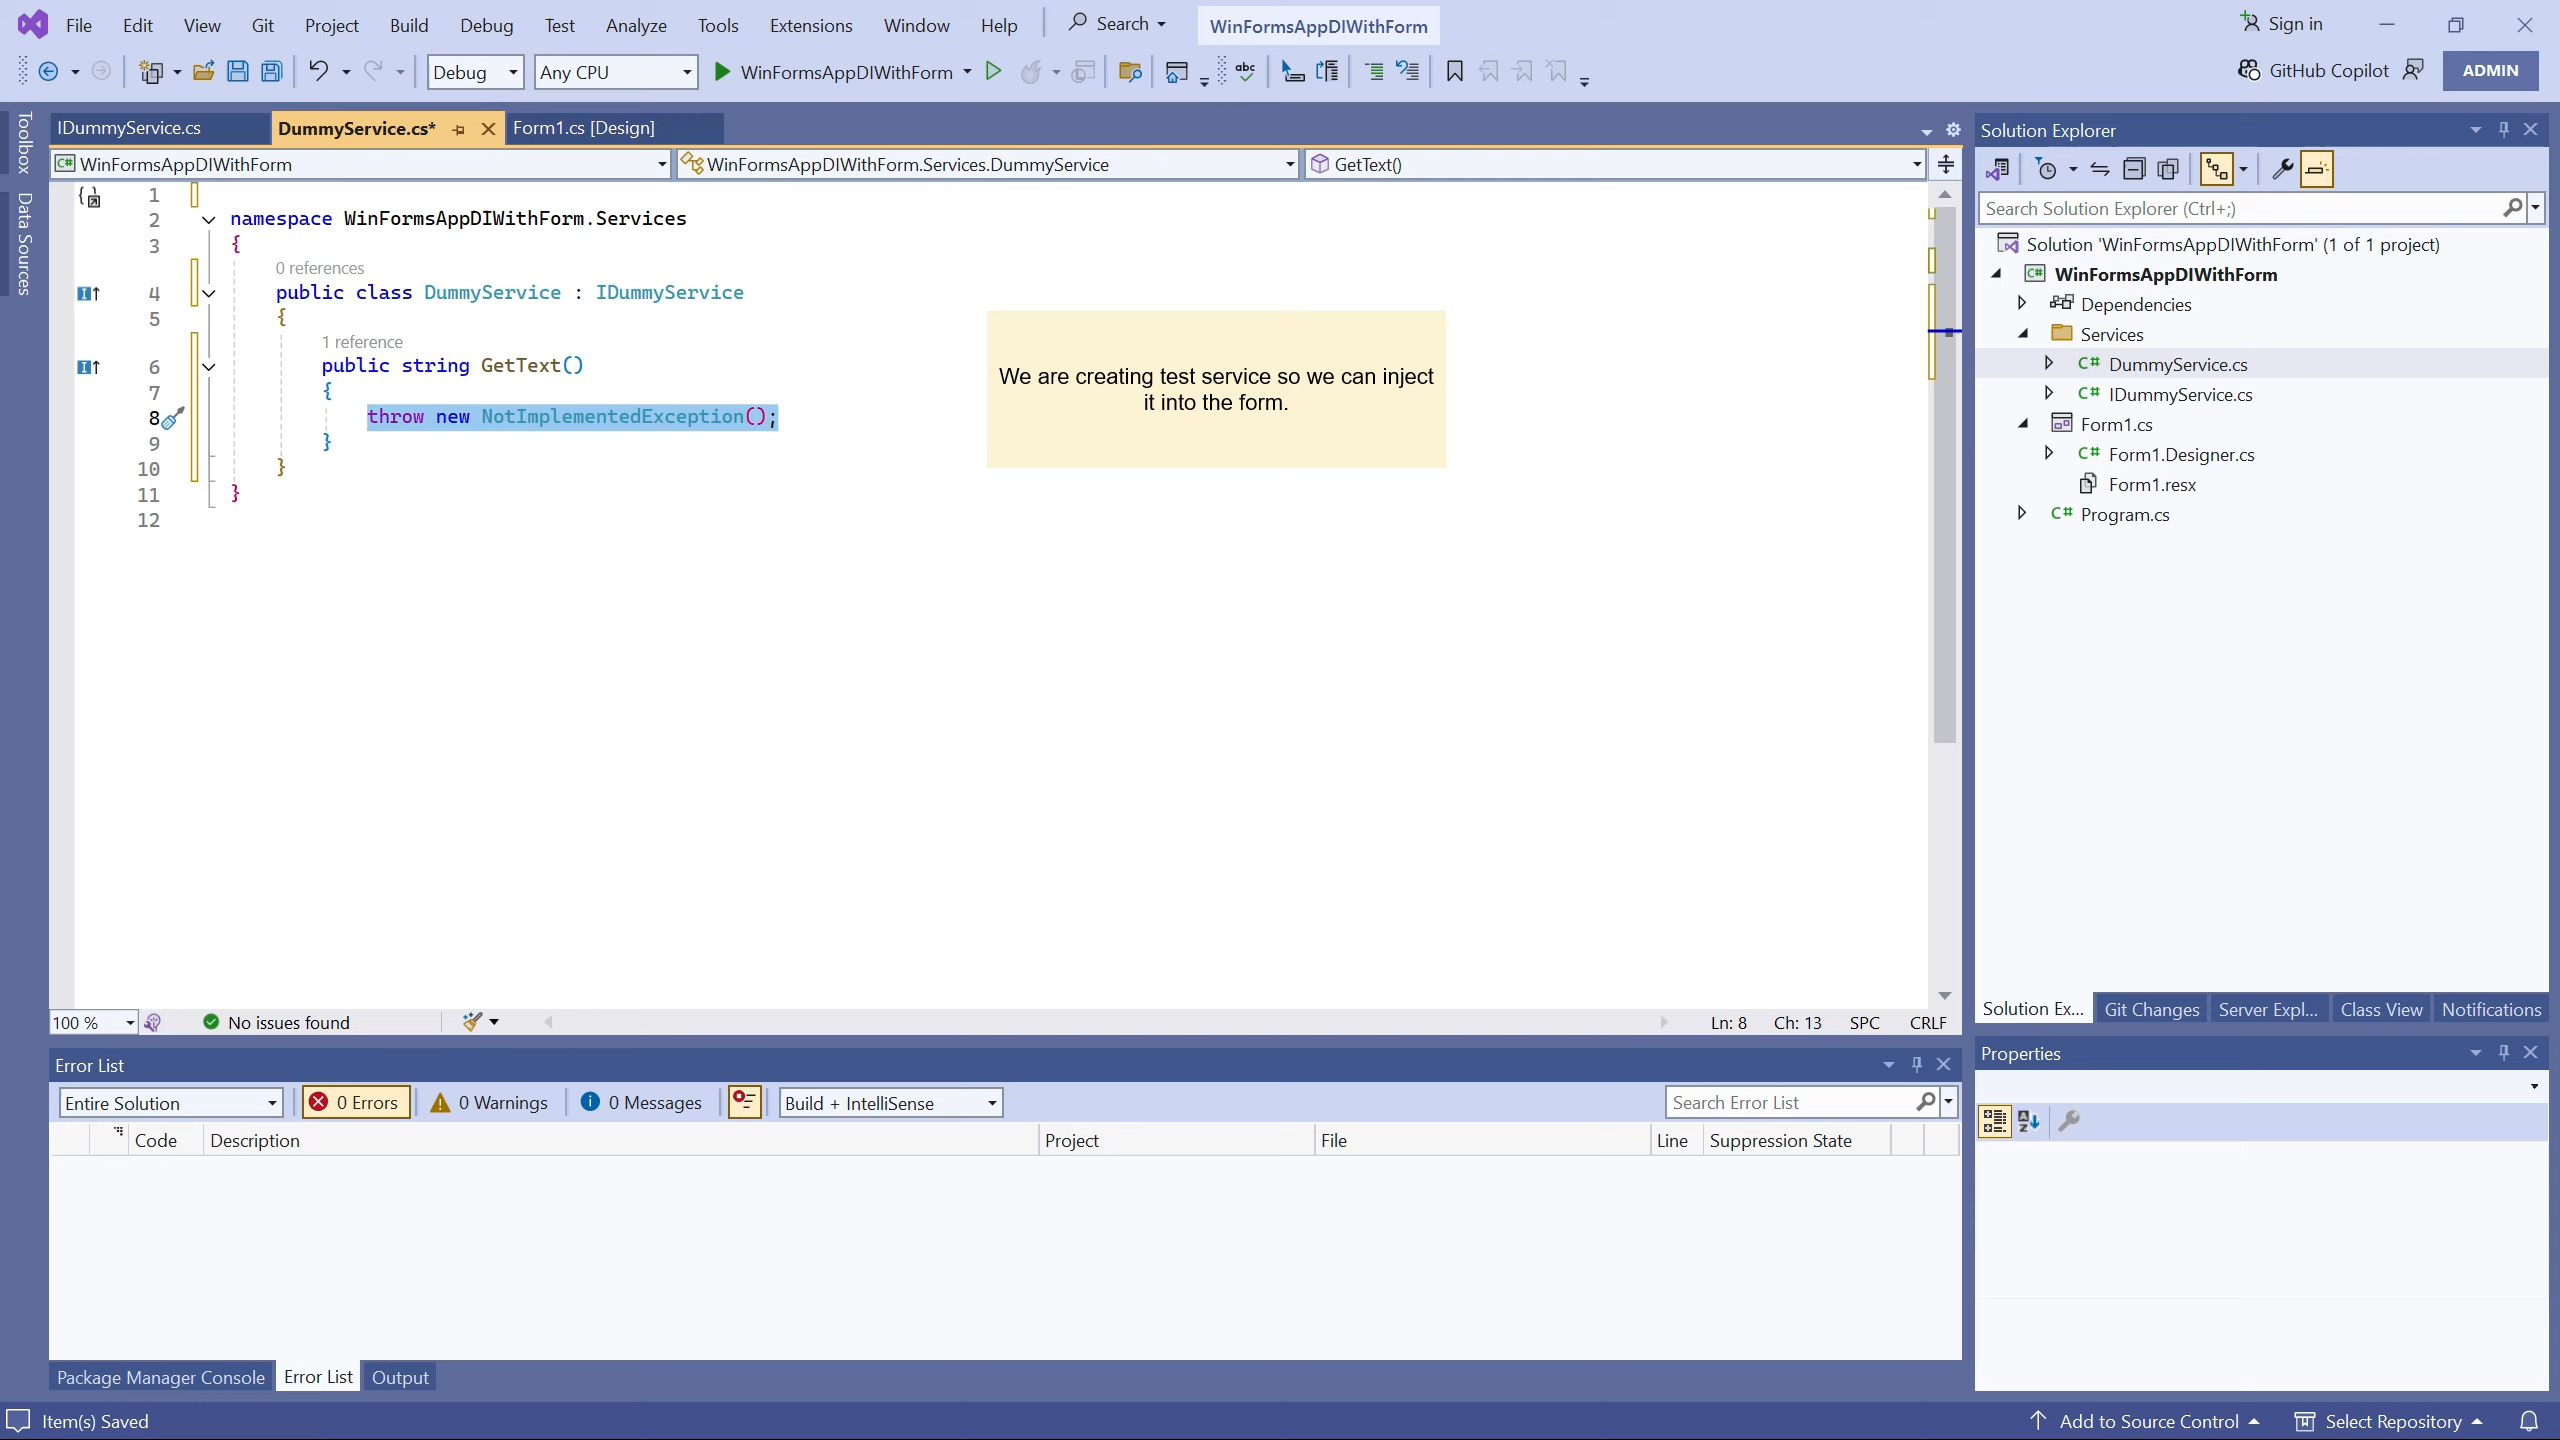 File Edit View Git Project Build Debug Test Analyze Tools Extensions Window Help Search WinFormsAppDIWithForm Sign in
Debug Any CPU WinFormsAppDIWithForm abc GitHub Copilot ADMIN
Toolbox
Data Sources
IDummyService.cs DummyService.cs* Form1.cs [Design]
C# WinFormsAppDIWithForm WinFormsAppDIWithForm.Services.DummyService GetText()
1
2 namespace WinFormsAppDIWithForm.Services
3 {
0 references
4 public class DummyService : IDummyService
5 {
1 reference
6 public string GetText()
7 {
8 throw new NotImplementedException();
9 }
10 }
11 }
12
We are creating test service so we can inject
it into the form.
100 % No issues found Ln: 8 Ch: 13 SPC CRLF
Error List
Entire Solution 0 Errors 0 Warnings 0 Messages Build + IntelliSense Search Error List
Code Description Project File Line Suppression State
Package Manager Console Error List Output
Solution Explorer
Search Solution Explorer (Ctrl+;)
Solution 'WinFormsAppDIWithForm' (1 of 1 project)
C# WinFormsAppDIWithForm
Dependencies
Services
C# DummyService.cs
C# IDummyService.cs
Form1.cs
C# Form1.Designer.cs
Form1.resx
C# Program.cs
Solution Ex... Git Changes Server Expl... Class View Notifications
Properties
Item(s) Saved Add to Source Control Select Repository